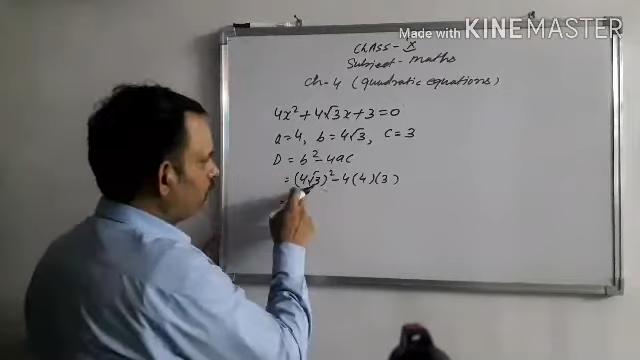 Made with KINEMASTER
CLASS - X
Subject - maths
Ch-4 (quadratic equations)
4x² + 4√3x + 3 = 0
a = 4, b = 4√3, c = 3
D = b² - 4ac
= (4√3)² - 4(4)(3)
=